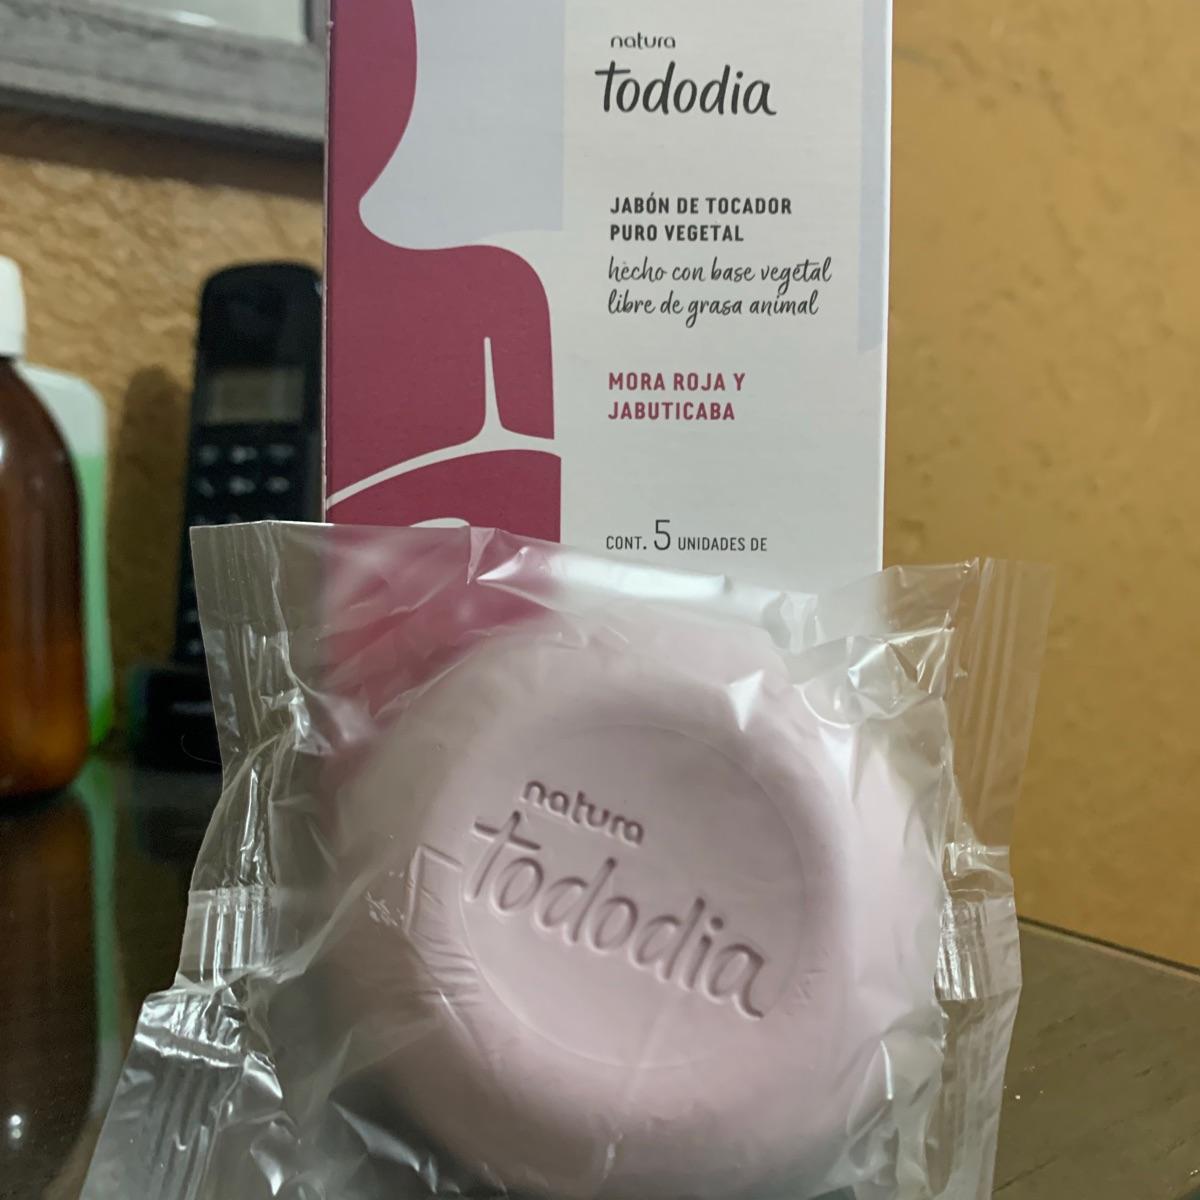 natura
tododia
JABÓN DE TOCADOR
PURO VEGETAL
hecho con base vegetal
libre de grasa animal
MORA ROJA Y
JABUTICABA
CONT. 5 UNIDADES DE
natura
tododia